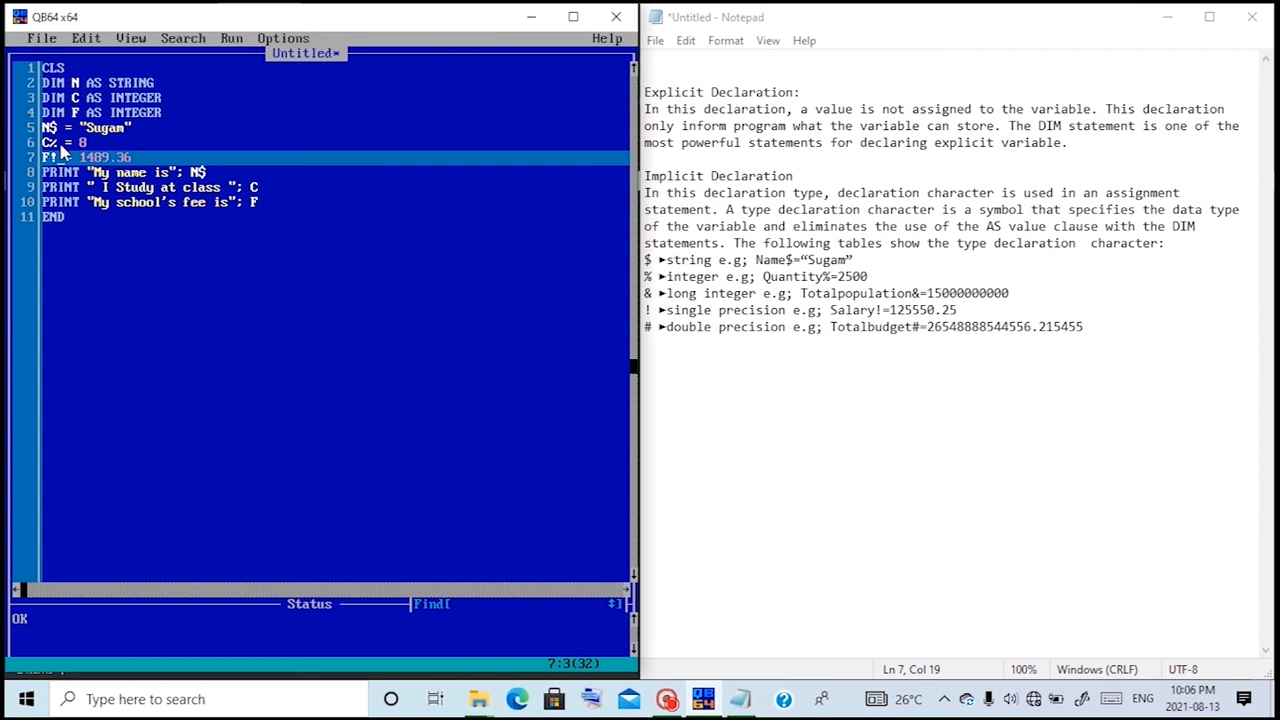 QB64 x64
File Edit View Search Run Options Help
Untitled*
1 CLS
2 DIM N AS STRING
3 DIM C AS INTEGER
4 DIM F AS INTEGER
5 N$ = "Sugam"
6 C% = 8
7 F! = 1489.36
8 PRINT "My name is"; N$
9 PRINT " I Study at class "; C
10 PRINT "My school's fee is"; F
11 END
Status Find[
OK
7:3(32)
*Untitled - Notepad
File Edit Format View Help
Explicit Declaration:
In this declaration, a value is not assigned to the variable. This declaration
only inform program what the variable can store. The DIM statement is one of the
most powerful statements for declaring explicit variable.
Implicit Declaration
In this declaration type, declaration character is used in an assignment
statement. A type declaration character is a symbol that specifies the data type
of the variable and eliminates the use of the AS value clause with the DIM
statements. The following tables show the type declaration  character:
$ ►string e.g; Name$=“Sugam”
% ►integer e.g; Quantity%=2500
& ►long integer e.g; Totalpopulation&=15000000000
! ►single precision e.g; Salary!=125550.25
# ►double precision e.g; Totalbudget#=26548888544556.215455
Ln 7, Col 19 100% Windows (CRLF) UTF-8
Type here to search
QB 64
26°C ENG
10:06 PM
2021-08-13